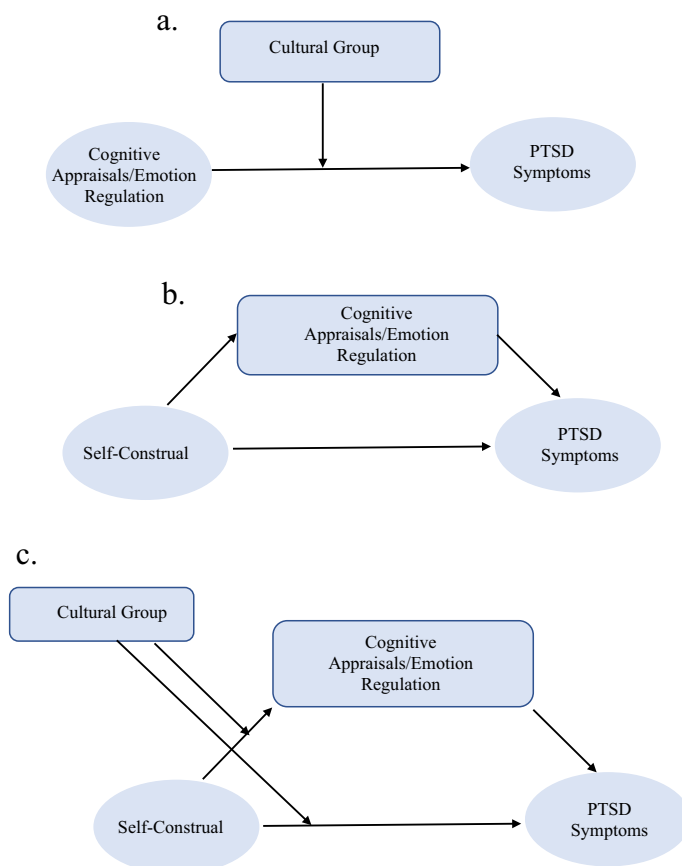 a.
Cultural Group
Cognitive
Appraisals/Emotion
Regulation
PTSD
Symptoms
b.
Cognitive
Appraisals/Emotion
Regulation
Self-Construal
PTSD
Symptoms
c.
Cultural Group
Cognitive
Appraisals/Emotion
Regulation
Self-Construal
PTSD
Symptoms